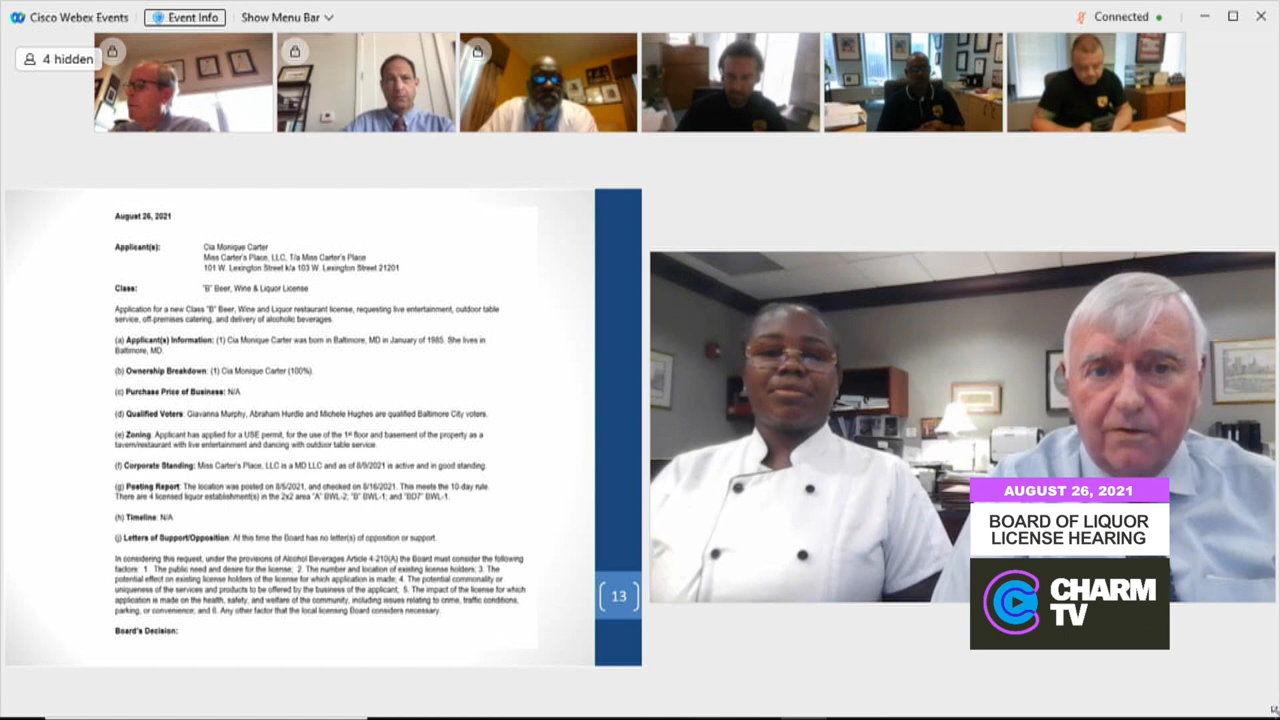 Cisco Webex Events
Event Info
Show Menu Bar
Connected
4 hidden
August 26, 2021
Applicant(s): Cia Monique Carter
Miss Carter's Place, LLC, T/a Miss Carter's Place
101 W. Lexington Street k/a 103 W. Lexington Street 21201
Class: "B" Beer, Wine & Liquor License
Application for a new Class "B" Beer, Wine and Liquor restaurant license, requesting live entertainment, outdoor table
service, off-premises catering, and delivery of alcoholic beverages.
(a) Applicant(s) Information: (1) Cia Monique Carter was born in Baltimore, MD in January of 1985. She lives in
Baltimore, MD.
(b) Ownership Breakdown: (1) Cia Monique Carter (100%).
(c) Purchase Price of Business: N/A
(d) Qualified Voters: Giavanna Murphy, Abraham Hurdle and Michele Hughes are qualified Baltimore City voters.
(e) Zoning: Applicant has applied for a USE permit, for the use of the 1st floor and basement of the property as a
tavern/restaurant with live entertainment and dancing with outdoor table service.
(f) Corporate Standing: Miss Carter's Place, LLC is a MD LLC and as of 8/9/2021 is active and in good standing.
(g) Posting Report: The location was posted on 8/5/2021, and checked on 8/16/2021. This meets the 10-day rule.
There are 4 licensed liquor establishment(s) in the 2x2 area "A" BWL-2; "B" BWL-1; and "BD7" BWL-1.
(h) Timeline: N/A
(j) Letters of Support/Opposition: At this time the Board has no letter(s) of opposition or support.
In considering this request, under the provisions of Alcohol Beverages Article 4-210(A) the Board must consider the following
factors: 1. The public need and desire for the license; 2. The number and location of existing license holders; 3. The
potential effect on existing license holders of the license for which application is made; 4. The potential commonality or
uniqueness of the services and products to be offered by the business of the applicant; 5. The impact of the license for which
application is made on the health, safety, and welfare of the community, including issues relating to crime, traffic conditions,
parking, or convenience; and 6. Any other factor that the local licensing Board considers necessary.
Board's Decision:
13
AUGUST 26, 2021
BOARD OF LIQUOR
LICENSE HEARING
CHARM
TV